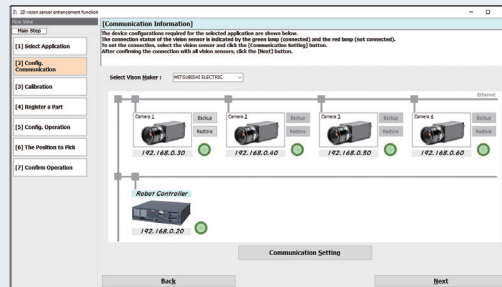 2D vision sensor enhancement function
Main Step
[1] Select Application
[2] Config. Communication
[3] Calibration
[4] Register a Part
[5] Config. Operation
[6] The Position to Pick
[7] Confirm Operation
[Communication Information]
The device configurations required for the selected application are shown below.
The connection status of the vision sensor is indicated by the green lamp (connected) and the red lamp (not connected).
To set the connection, select the vision sensor and click the [Communication Setting] button.
After confirming the connection with all vision sensors, click the [Next] button.
Select Vison Maker : MITSUBISHI ELECTRIC
Ethernet
Camera 1 Backup Camera 2 Backup Camera 3 Backup Camera 4 Backup
Restore Restore Restore Restore
192.168.0.30 192.168.0.40 192.168.0.50 192.168.0.60
Robot Controller
192.168.0.20
Communication Setting
Back Next